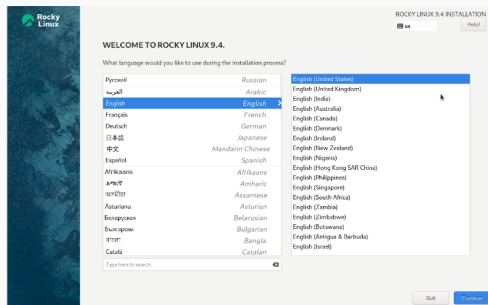 Rocky
Linux
ROCKY LINUX 9.4 INSTALLATION
us
Help!
WELCOME TO ROCKY LINUX 9.4.
What language would you like to use during the installation process?
Русский Russian
العربية Arabic
English English
Français French
Deutsch German
日本語 Japanese
中文 Mandarin Chinese
Español Spanish
Afrikaans Afrikaans
አማርኛ Amharic
অসমীয়া Assamese
Asturianu Asturian
Беларуская Belarusian
Български Bulgarian
বাংলা Bangla
Català Catalan
Type here to search.
English (United States)
English (United Kingdom)
English (India)
English (Australia)
English (Canada)
English (Denmark)
English (Ireland)
English (New Zealand)
English (Nigeria)
English (Hong Kong SAR China)
English (Philippines)
English (Singapore)
English (South Africa)
English (Zambia)
English (Zimbabwe)
English (Botswana)
English (Antigua & Barbuda)
English (Israel)
Quit
Continue